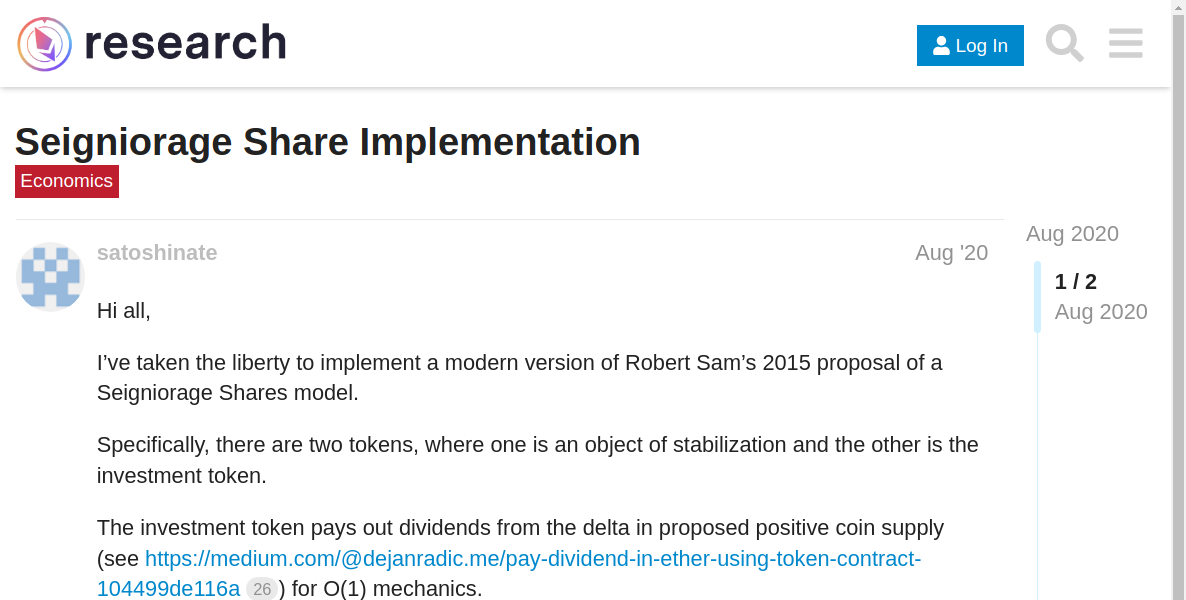 research
Log In
Seigniorage Share Implementation
Economics
satoshinate
Aug '20
Aug 2020
1 / 2
Aug 2020
Hi all,
I’ve taken the liberty to implement a modern version of Robert Sam’s 2015 proposal of a
Seigniorage Shares model.
Specifically, there are two tokens, where one is an object of stabilization and the other is the
investment token.
The investment token pays out dividends from the delta in proposed positive coin supply
(see https://medium.com/@dejanradic.me/pay-dividend-in-ether-using-token-contract-
104499de116a 26) for O(1) mechanics.